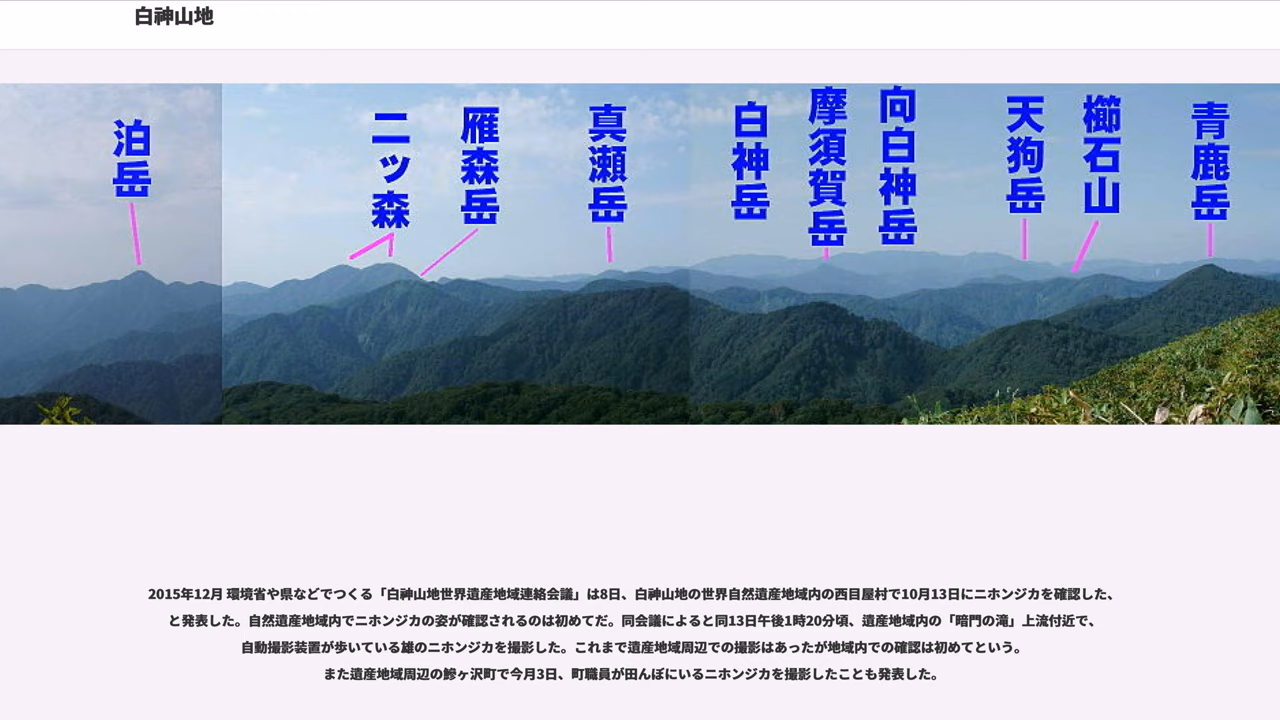 白神山地
泊岳
二ッ森
雁森岳
真瀬岳
白神岳
摩須賀岳
向白神岳
天狗岳
櫛石山
青鹿岳
2015年12月 環境省や県などでつくる「白神山地世界遺産地域連絡会議」は8日、白神山地の世界自然遺産地域内の西目屋村で10月13日にニホンジカを確認した、
と発表した。自然遺産地域内でニホンジカの姿が確認されるのは初めてだ。同会議によると同13日午後1時20分頃、遺産地域内の「暗門の滝」上流付近で、
自動撮影装置が歩いている雄のニホンジカを撮影した。これまで遺産地域周辺での撮影はあったが地域内での確認は初めてという。
また遺産地域周辺の鰺ヶ沢町で今月3日、町職員が田んぼにいるニホンジカを撮影したことも発表した。